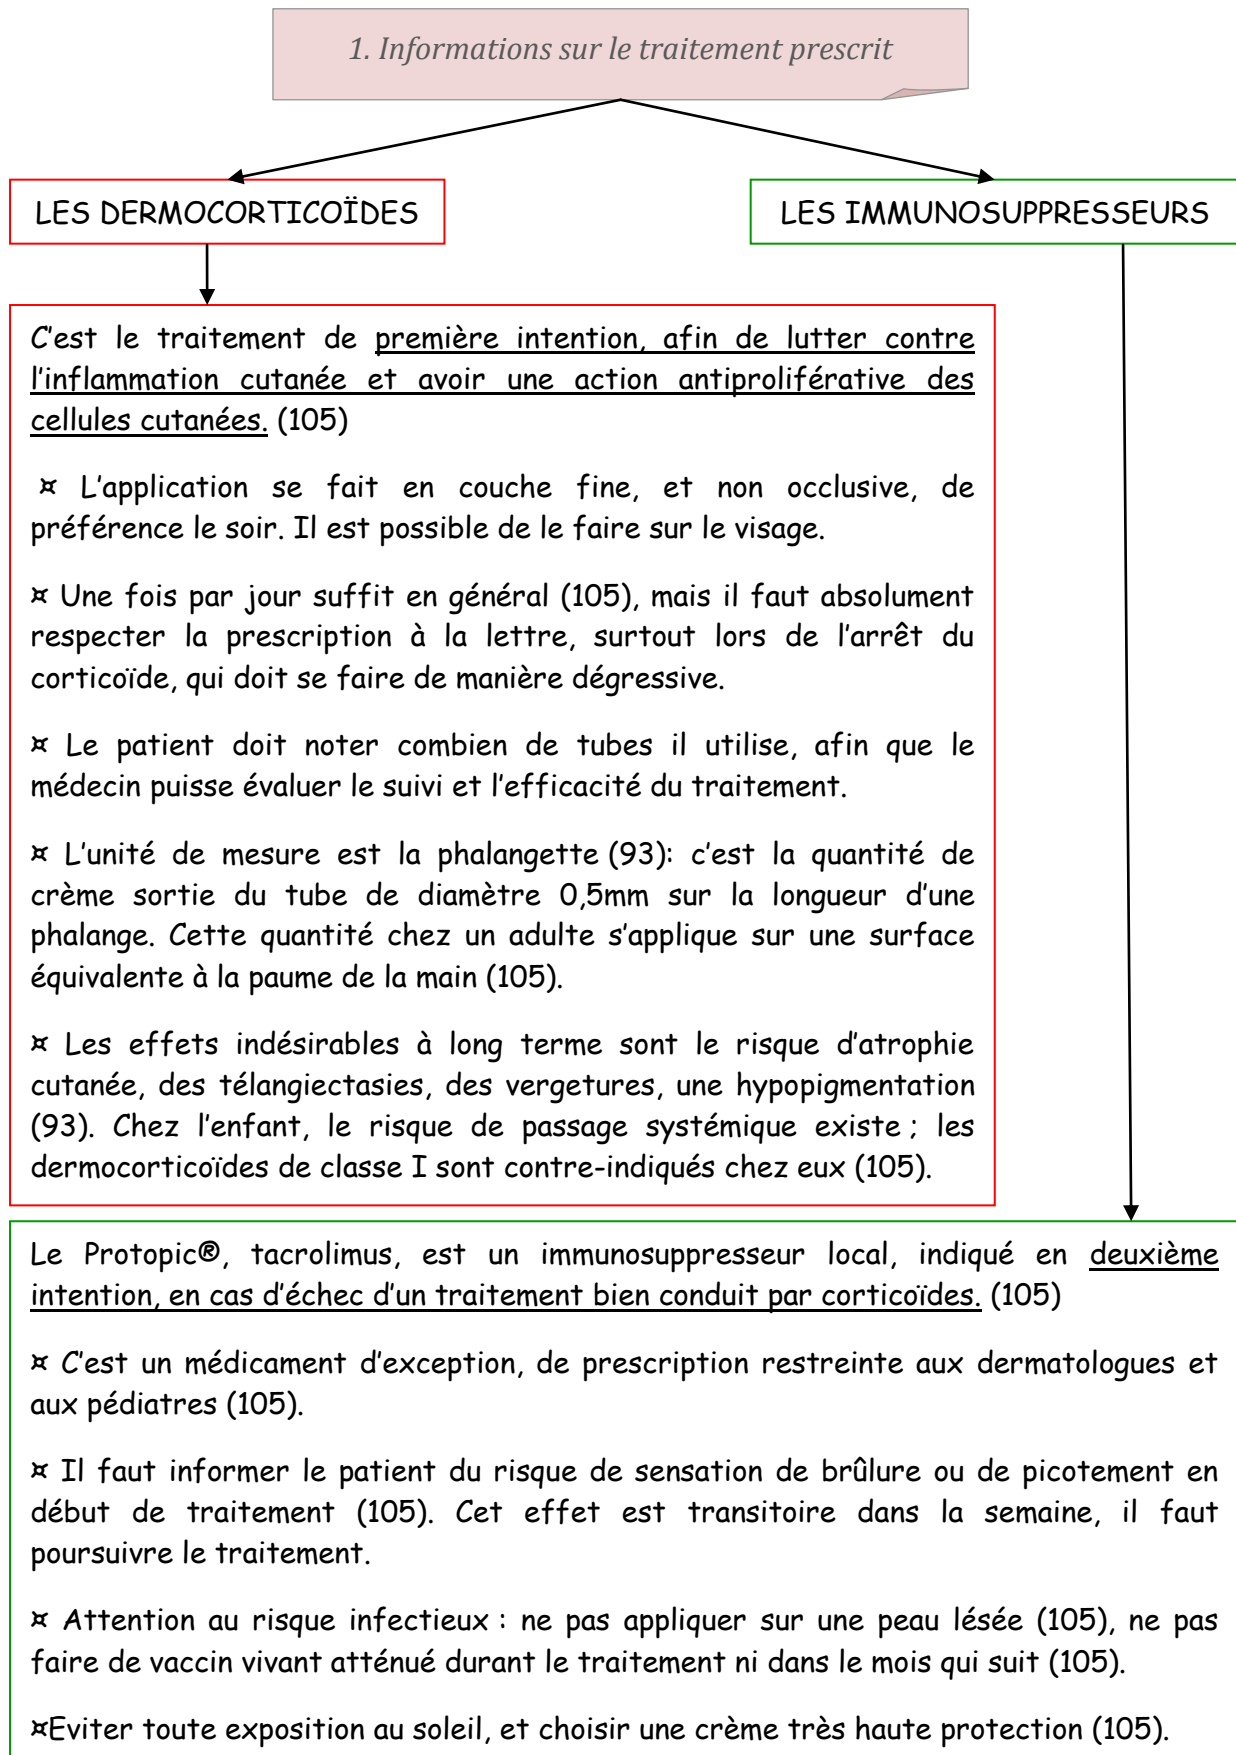 1. Informations sur le traitement prescrit
LES DERMOCORTICOÏDES
LES IMMUNOSUPPRESSEURS
C'est le traitement de première intention, afin de lutter contre
l'inflammation cutanée et avoir une action antiproliférative des
cellules cutanées. (105)
¤ L'application se fait en couche fine, et non occlusive, de
préférence le soir. Il est possible de le faire sur le visage.
¤ Une fois par jour suffit en général (105), mais il faut absolument
respecter la prescription à la lettre, surtout lors de l'arrêt du
corticoïde, qui doit se faire de manière dégressive.
¤ Le patient doit noter combien de tubes il utilise, afin que le
médecin puisse évaluer le suivi et l'efficacité du traitement.
¤ L'unité de mesure est la phalangette (93): c'est la quantité de
crème sortie du tube de diamètre 0,5mm sur la longueur d'une
phalange. Cette quantité chez un adulte s'applique sur une surface
équivalente à la paume de la main (105).
¤ Les effets indésirables à long terme sont le risque d'atrophie
cutanée, des télangiectasies, des vergetures, une hypopigmentation
(93). Chez l'enfant, le risque de passage systémique existe ; les
dermocorticoïdes de classe I sont contre-indiqués chez eux (105).
Le Protopic®, tacrolimus, est un immunosuppresseur local, indiqué en deuxième
intention, en cas d'échec d'un traitement bien conduit par corticoïdes. (105)
¤ C'est un médicament d'exception, de prescription restreinte aux dermatologues et
aux pédiatres (105).
¤ Il faut informer le patient du risque de sensation de brûlure ou de picotement en
début de traitement (105). Cet effet est transitoire dans la semaine, il faut
poursuivre le traitement.
¤ Attention au risque infectieux : ne pas appliquer sur une peau lésée (105), ne pas
faire de vaccin vivant atténué durant le traitement ni dans le mois qui suit (105).
¤Eviter toute exposition au soleil, et choisir une crème très haute protection (105).